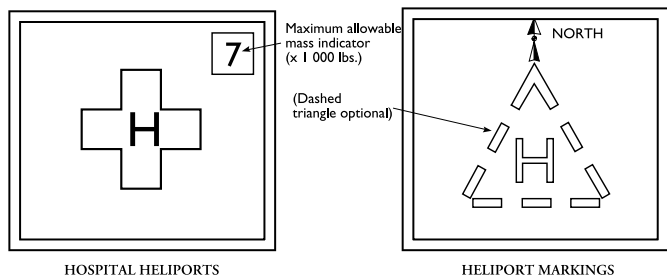 7
Maximum allowable
mass indicator
(x 1 000 lbs.)
H
HOSPITAL HELIPORTS
NORTH
(Dashed
triangle optional)
H
HELIPORT MARKINGS